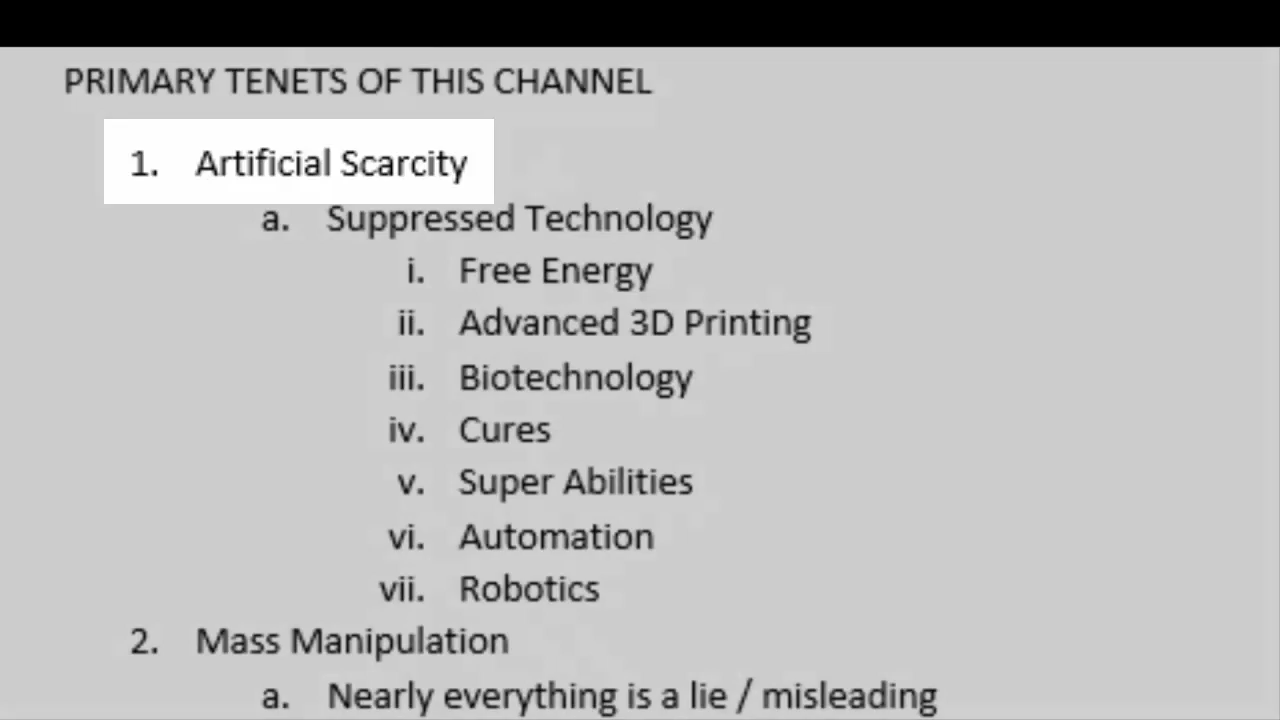 PRIMARY TENETS OF THIS CHANNEL
1. Artificial Scarcity
a. Suppressed Technology
i. Free Energy
ii. Advanced 3D Printing
iii. Biotechnology
iv. Cures
v. Super Abilities
vi. Automation
vii. Robotics
2. Mass Manipulation
a. Nearly everything is a lie / misleading